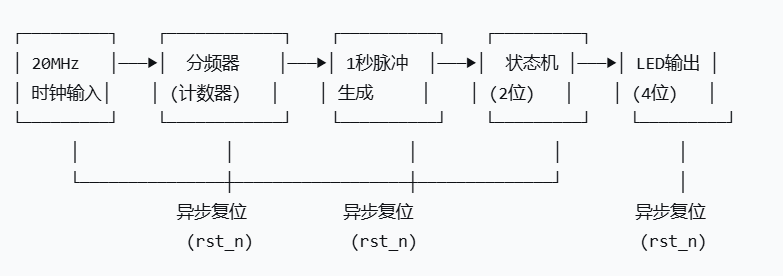 20MHz 分频器 1秒脉冲 状态机 LED输出
时钟输入 (计数器) 生成 (2位) (4位)
异步复位 异步复位 异步复位
(rst_n) (rst_n) (rst_n)